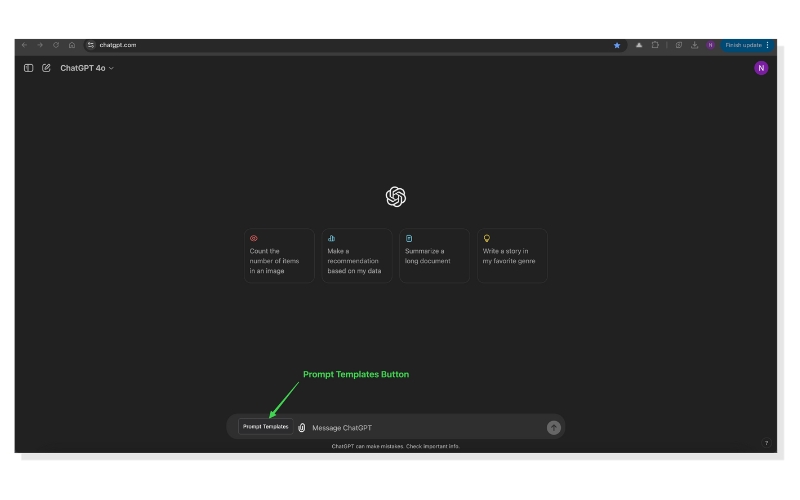 chatgpt.com
N
Finish update
ChatGPT 4o
N
Count the
number of items
in an image
Make a
recommendation
based on my data
Summarize a
long document
Write a story in
my favorite genre
Prompt Templates Button
Prompt Templates
Message ChatGPT
ChatGPT can make mistakes. Check important info.
?